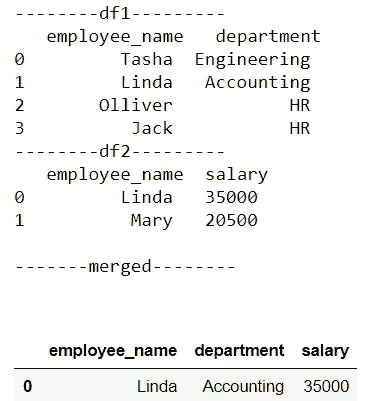 --------df1---------
employee_name department
0 Tasha Engineering
1 Linda Accounting
2 Olliver HR
3 Jack HR
--------df2---------
employee_name salary
0 Linda 35000
1 Mary 20500
-------merged--------
employee_name department salary
0 Linda Accounting 35000